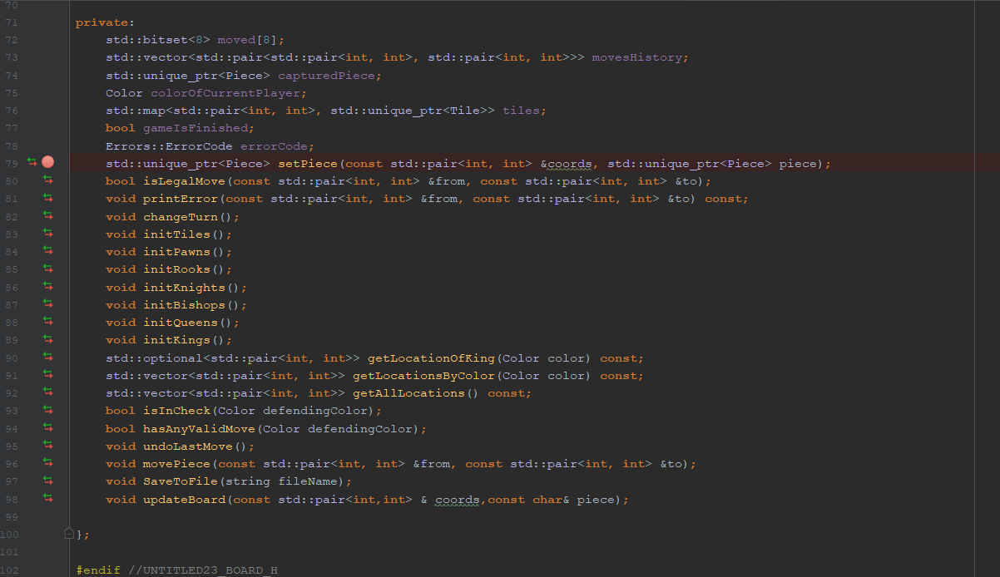 70
71 private:
72 std::bitset<8> moved[8];
73 std::vector<std::pair<std::pair<int, int>, std::pair<int, int>>> movesHistory;
74 std::unique_ptr<Piece> capturedPiece;
75 Color colorOfCurrentPlayer;
76 std::map<std::pair<int, int>, std::unique_ptr<Tile>> tiles;
77 bool gameIsFinished;
78 Errors::ErrorCode errorCode;
79 std::unique_ptr<Piece> setPiece(const std::pair<int, int> &coords, std::unique_ptr<Piece> piece);
80 bool isLegalMove(const std::pair<int, int> &from, const std::pair<int, int> &to);
81 void printError(const std::pair<int, int> &from, const std::pair<int, int> &to) const;
82 void changeTurn();
83 void initTiles();
84 void initPawns();
85 void initRooks();
86 void initKnights();
87 void initBishops();
88 void initQueens();
89 void initKings();
90 std::optional<std::pair<int, int>> getLocationOfKing(Color color) const;
91 std::vector<std::pair<int, int>> getLocationsByColor(Color color) const;
92 std::vector<std::pair<int, int>> getAllLocations() const;
93 bool isInCheck(Color defendingColor);
94 bool hasAnyValidMove(Color defendingColor);
95 void undoLastMove();
96 void movePiece(const std::pair<int, int> &from, const std::pair<int, int> &to);
97 void SaveToFile(string fileName);
98 void updateBoard(const std::pair<int,int> & coords,const char& piece);
99
100 };
101
102 #endif //UNTITLED23_BOARD_H